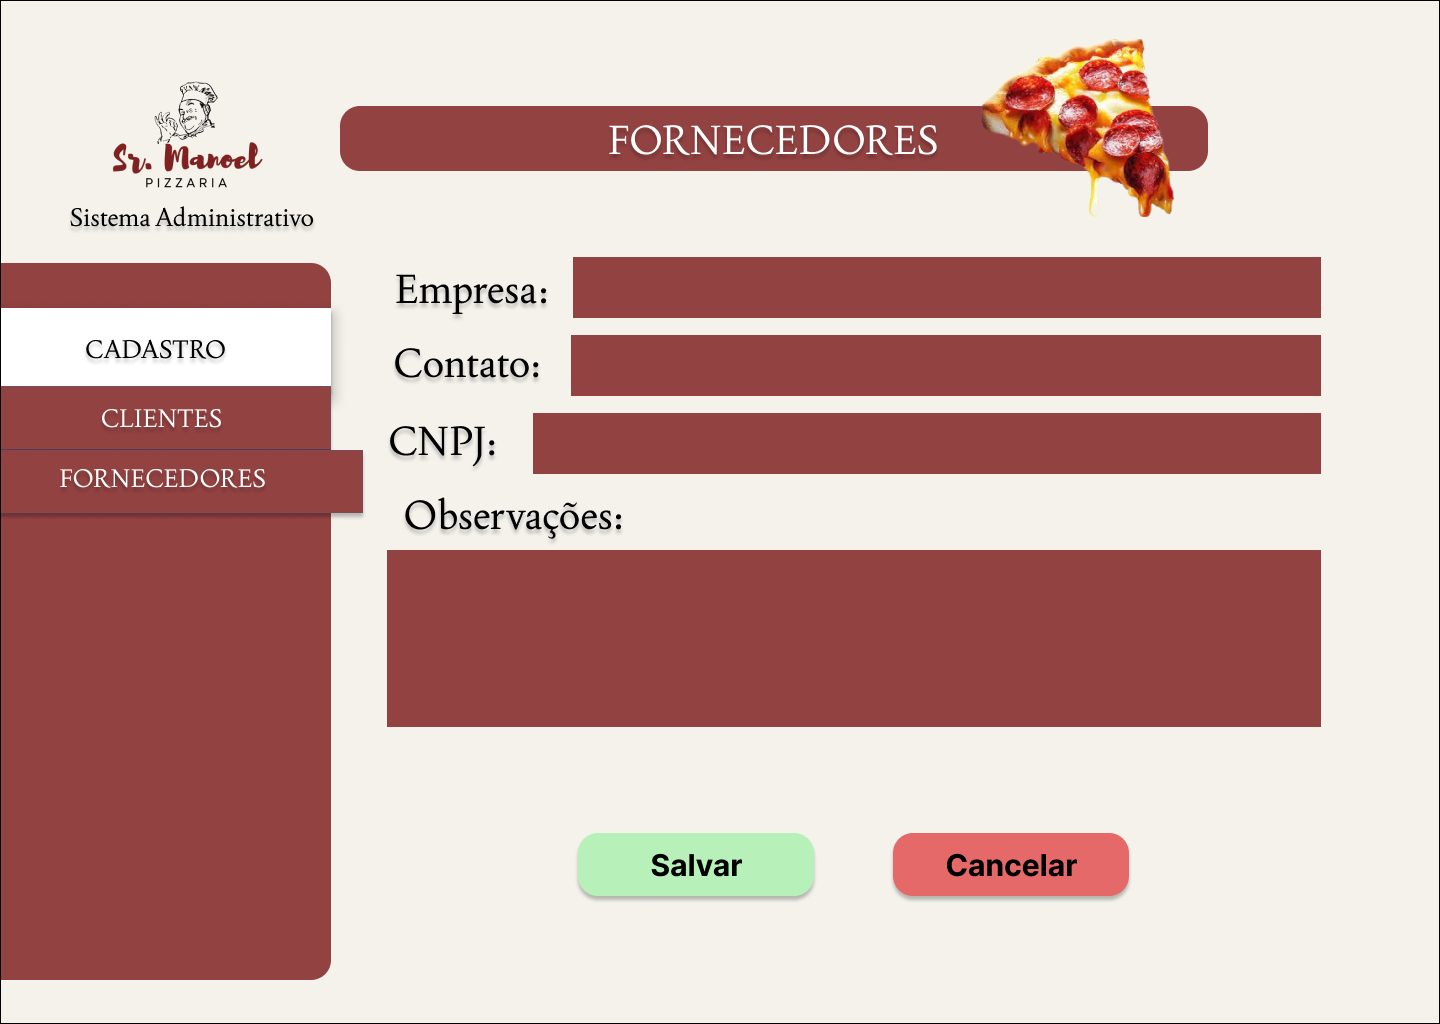 Sr. Manoel
PIZZARIA
Sistema Administrativo
FORNECEDORES
CADASTRO
CLIENTES
FORNECEDORES
Empresa:
Contato:
CNPJ:
Observações:
Salvar
Cancelar